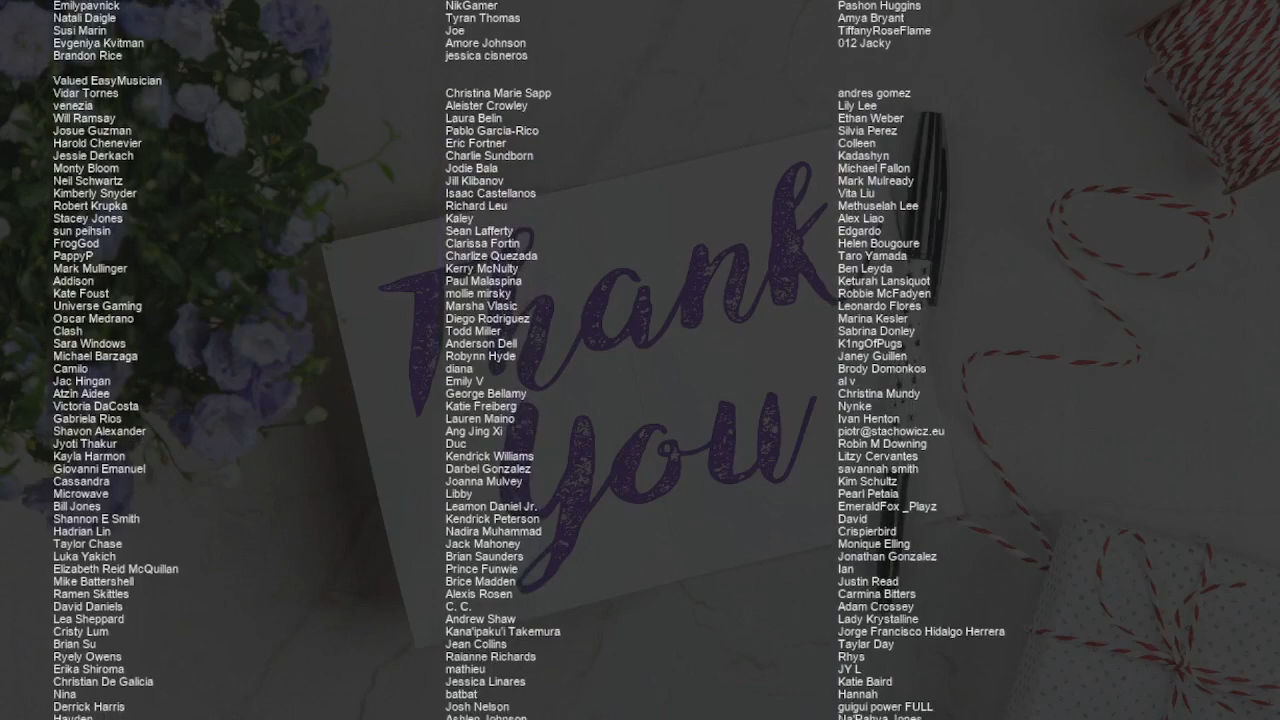 Emilypavnick
Natali Daigle
Susi Marin
Evgeniya Kvitman
Brandon Rice
NikGamer
Tyran Thomas
Joe
Amore Johnson
jessica cisneros
Pashon Huggins
Amya Bryant
TiffanyRoseFlame
012 Jacky
Valued EasyMusician
Vidar Tornes
venezia
Will Ramsay
Josue Guzman
Harold Chenevier
Jessie Derkach
Monty Bloom
Neil Schwartz
Kimberly Snyder
Robert Krupka
Stacey Jones
sun peihsin
FrogGod
PappyP
Mark Mullinger
Addison
Kate Foust
Universe Gaming
Oscar Medrano
Clash
Sara Windows
Michael Barzaga
Camilo
Jac Hingan
Atzin Aidee
Victoria DaCosta
Gabriela Rios
Shavon Alexander
Jyoti Thakur
Kayla Harmon
Giovanni Emanuel
Cassandra
Microwave
Bill Jones
Shannon E Smith
Hadrian Lin
Taylor Chase
Luka Yakich
Elizabeth Reid McQuillan
Mike Battershell
Ramen Skittles
David Daniels
Lea Sheppard
Cristy Lum
Brian Su
Ryely Owens
Erika Shiroma
Christian De Galicia
Nina
Derrick Harris
Hayden
Christina Marie Sapp
Aleister Crowley
Laura Belin
Pablo Garcia-Rico
Eric Fortner
Charlie Sundborn
Jodie Bala
Jill Klibanov
Isaac Castellanos
Richard Leu
Kaley
Sean Lafferty
Clarissa Fortin
Charlize Quezada
Kerry McNulty
Paul Malaspina
mollie mirsky
Marsha Vlasic
Diego Rodriguez
Todd Miller
Anderson Dell
Robynn Hyde
diana
Emily V
George Bellamy
Katie Freiberg
Lauren Maino
Ang Jing Xi
Duc
Kendrick Williams
Darbel Gonzalez
Joanna Mulvey
Libby
Leamon Daniel Jr.
Kendrick Peterson
Nadira Muhammad
Jack Mahoney
Brian Saunders
Prince Funwie
Brice Madden
Alexis Rosen
C. C.
Andrew Shaw
Kana'ipaku'i Takemura
Jean Collins
Raianne Richards
mathieu
Jessica Linares
batbat
Josh Nelson
Ashlen Johnson
andres gomez
Lily Lee
Ethan Weber
Silvia Perez
Colleen
Kadashyn
Michael Fallon
Mark Mulready
Vita Liu
Methuselah Lee
Alex Liao
Edgardo
Helen Bougoure
Taro Yamada
Ben Leyda
Keturah Lansiquot
Robbie McFadyen
Leonardo Flores
Marina Kesler
Sabrina Donley
K1ngOfPugs
Janey Guillen
Brody Domonkos
al v
Christina Mundy
Nynke
Ivan Henton
piotr@stachowicz.eu
Robin M Downing
Litzy Cervantes
savannah smith
Kim Schultz
Pearl Petaia
EmeraldFox _Playz
David
Crispierbird
Monique Elling
Jonathan Gonzalez
Ian
Justin Read
Carmina Bitters
Adam Crossey
Lady Krystalline
Jorge Francisco Hidalgo Herrera
Taylar Day
Rhys
JY L
Katie Baird
Hannah
guigui power FULL
Na'Rahya Jones
Thank
you